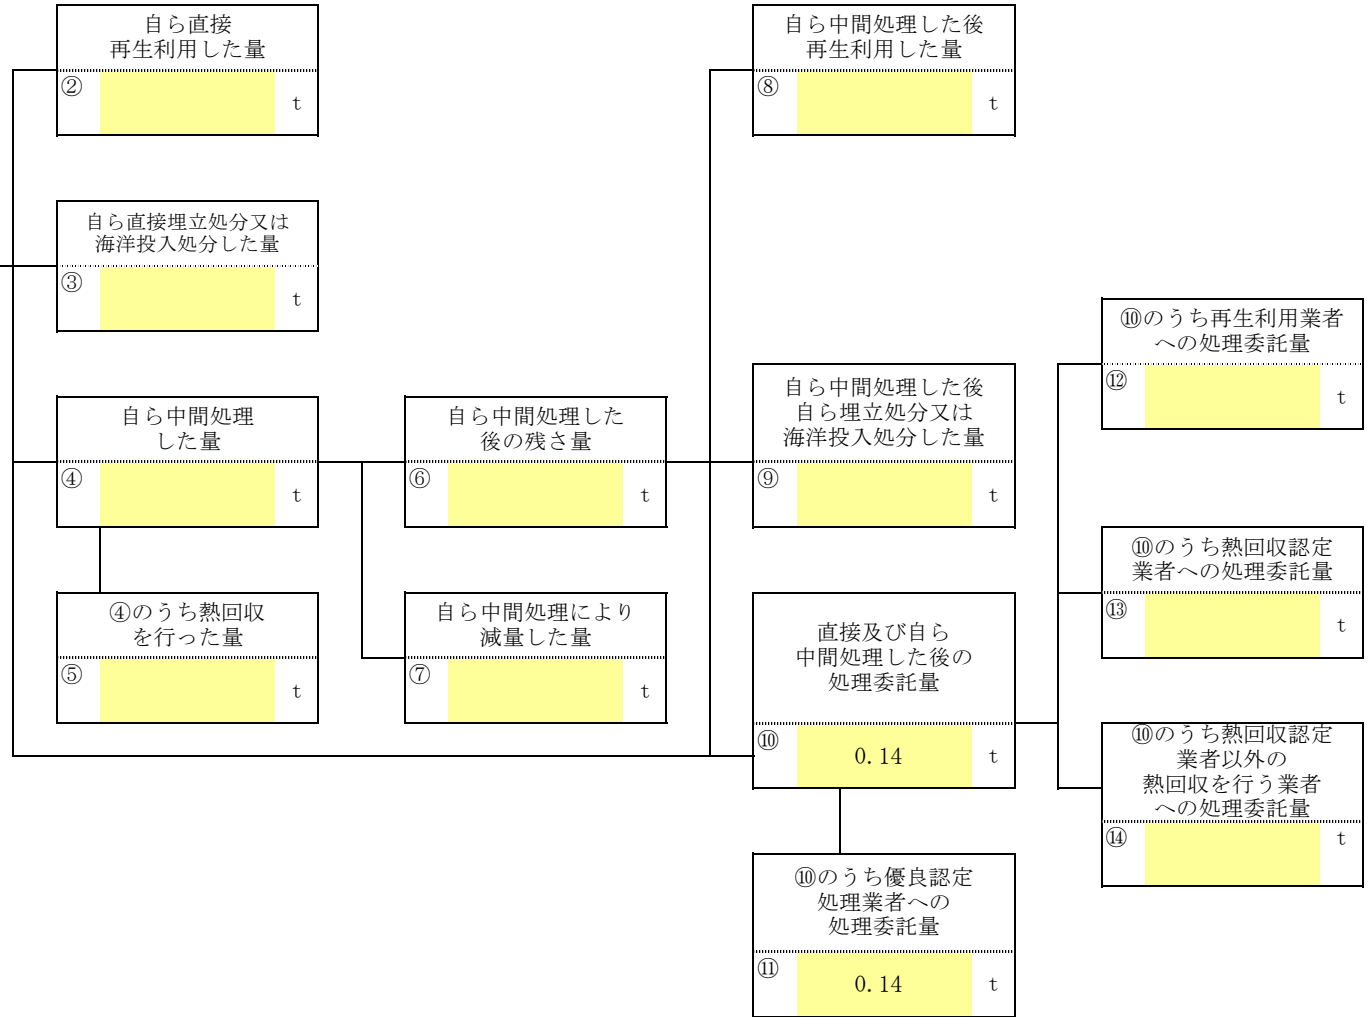 自ら直接
再生利用した量
②
t
自ら中間処理した後
再生利用した量
⑧
t
自ら直接埋立処分又は
海洋投入処分した量
③
t
⑩のうち再生利用業者
への処理委託量
⑫
t
自ら中間処理
した量
④
t
自ら中間処理した
後の残さ量
⑥
t
自ら中間処理した後
自ら埋立処分又は
海洋投入処分した量
⑨
t
⑩のうち熱回収認定
業者への処理委託量
⑬
t
④のうち熱回収
を行った量
⑤
t
自ら中間処理により
減量した量
⑦
t
直接及び自ら
中間処理した後の
処理委託量
⑩
0.14
t
⑩のうち熱回収認定
業者以外の
熱回収を行う業者
への処理委託量
⑭
t
⑩のうち優良認定
処理業者への
処理委託量
⑪
0.14
t